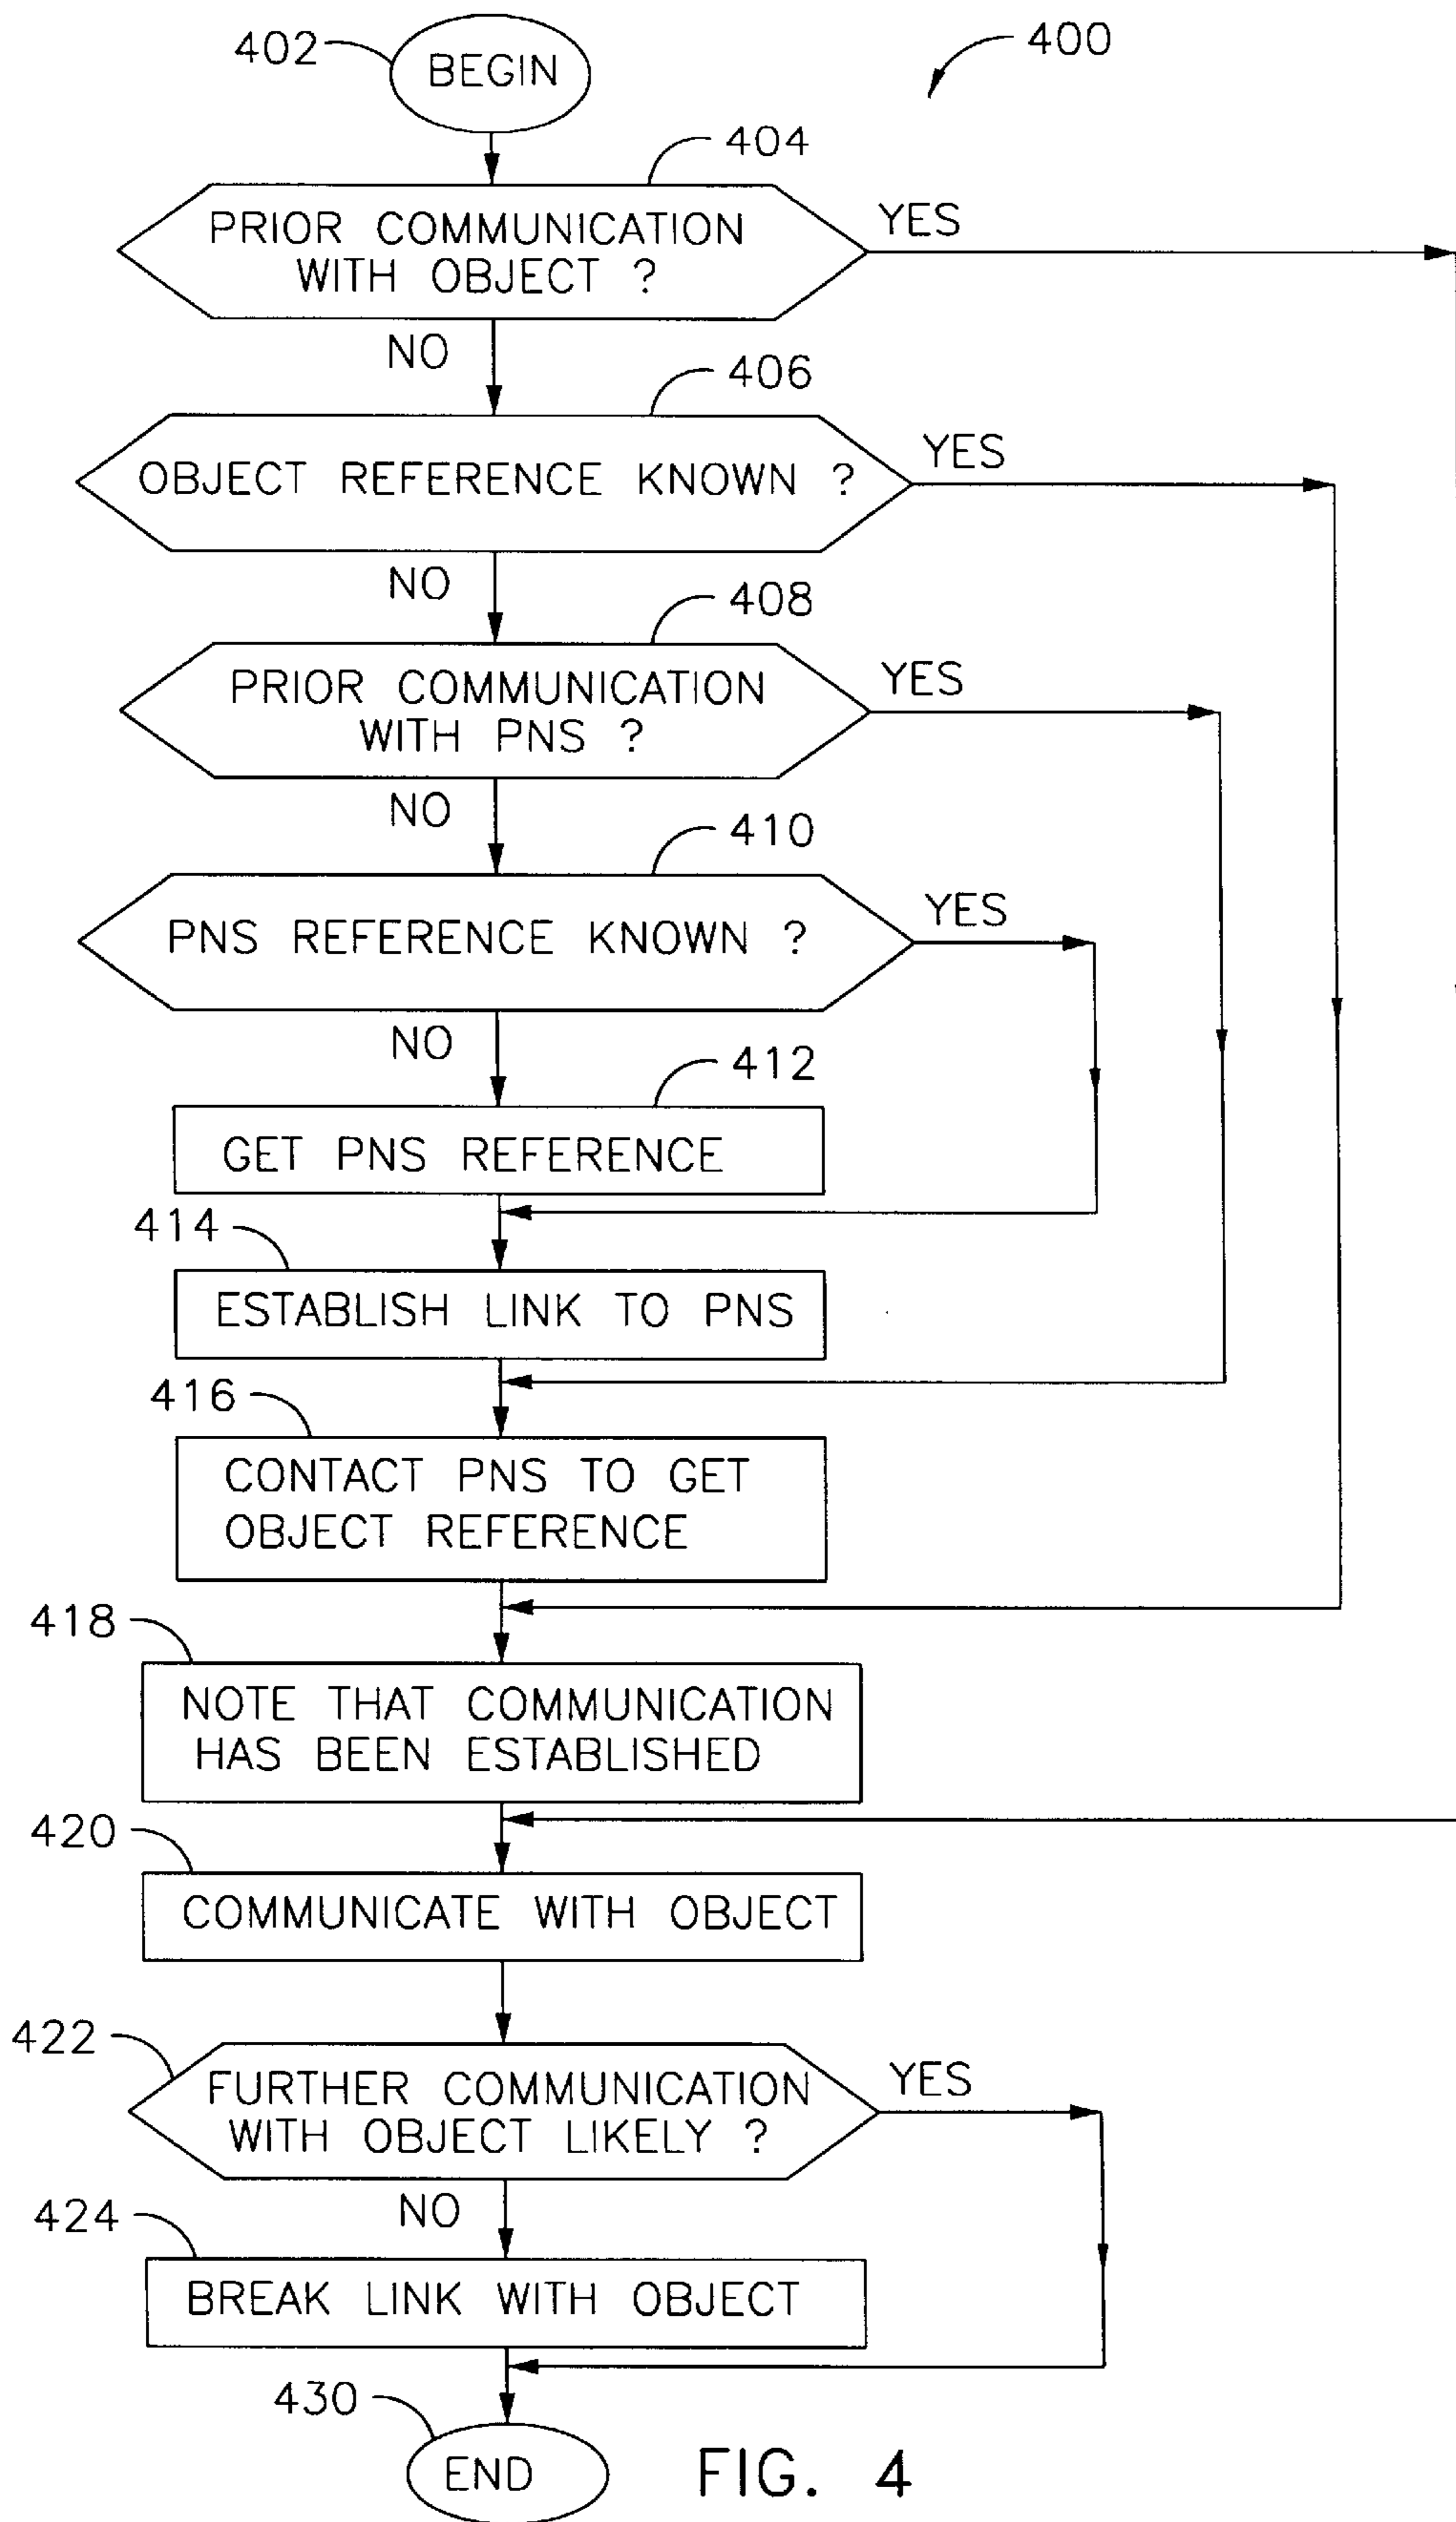 402
BEGIN
400
404
PRIOR COMMUNICATION
WITH OBJECT ?
YES
NO
406
OBJECT REFERENCE KNOWN ?
YES
NO
408
PRIOR COMMUNICATION
WITH PNS ?
YES
NO
410
PNS REFERENCE KNOWN ?
YES
NO
412
GET PNS REFERENCE
414
ESTABLISH LINK TO PNS
416
CONTACT PNS TO GET
OBJECT REFERENCE
418
NOTE THAT COMMUNICATION
HAS BEEN ESTABLISHED
420
COMMUNICATE WITH OBJECT
422
FURTHER COMMUNICATION
WITH OBJECT LIKELY ?
YES
NO
424
BREAK LINK WITH OBJECT
430
END
FIG. 4